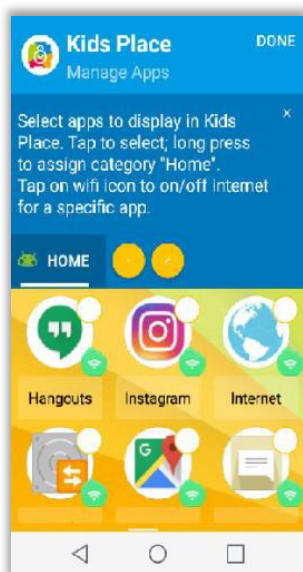 Kids Place
DONE
Manage Apps
Select apps to display in Kids
Place. Tap to select; long press
to assign category "Home".
Tap on wifi icon to on/off internet
for a specific app.
HOME
Hangouts
Instagram
Internet